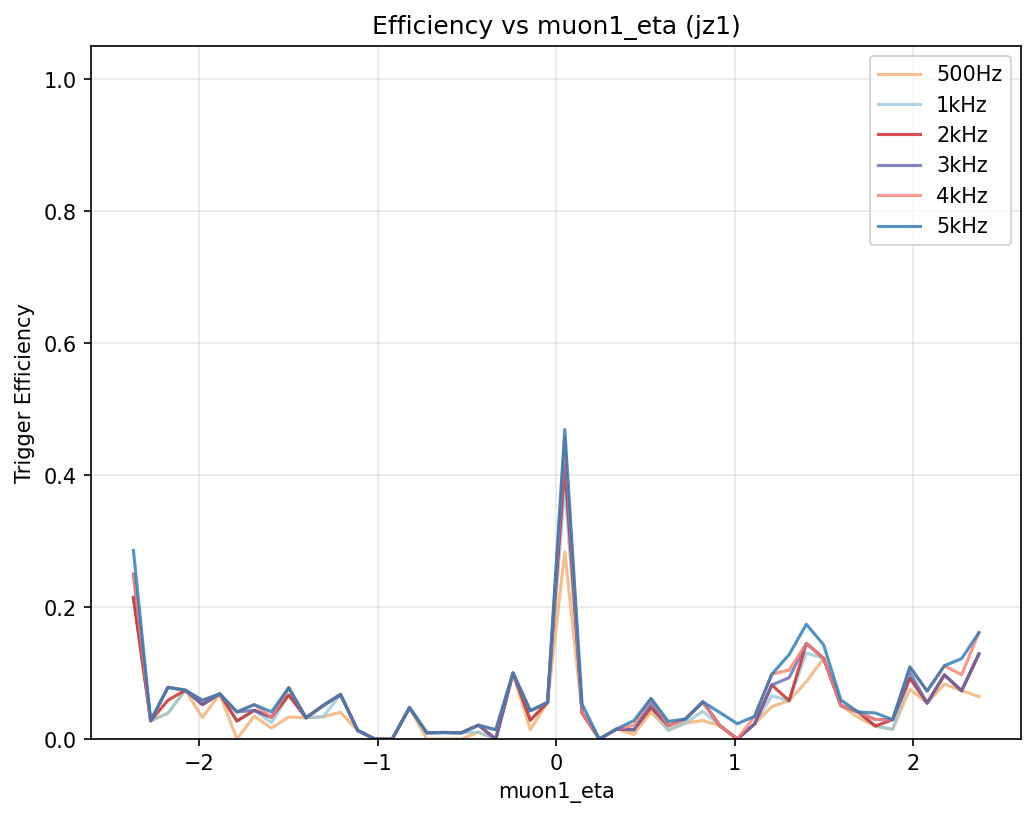 Efficiency vs muon1_eta (jz1)
1.0
0.8
0.6
0.4
0.2
0.0
Trigger Efficiency
500Hz
1kHz
2kHz
3kHz
4kHz
5kHz
−2 −1 0 1 2
muon1_eta